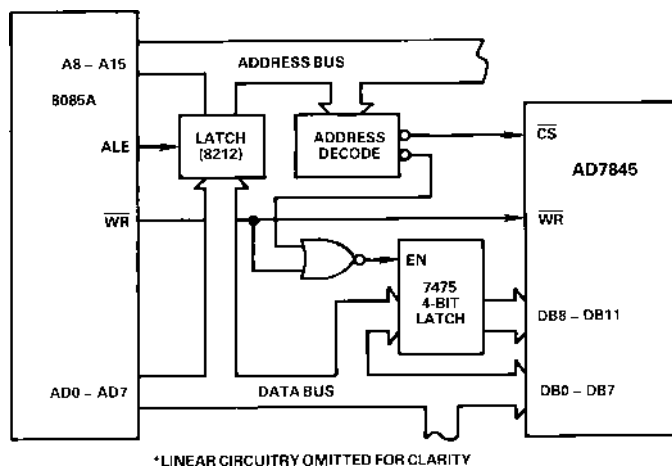 A8 – A15
ADDRESS BUS
8085A
ALE
LATCH
(8212)
ADDRESS
DECODE
CS
AD7845
WR
WR
EN
7475
4-BIT
LATCH
DB8 – DB11
AD0 – AD7
DATA BUS
DB0 – DB7
*LINEAR CIRCUITRY OMITTED FOR CLARITY